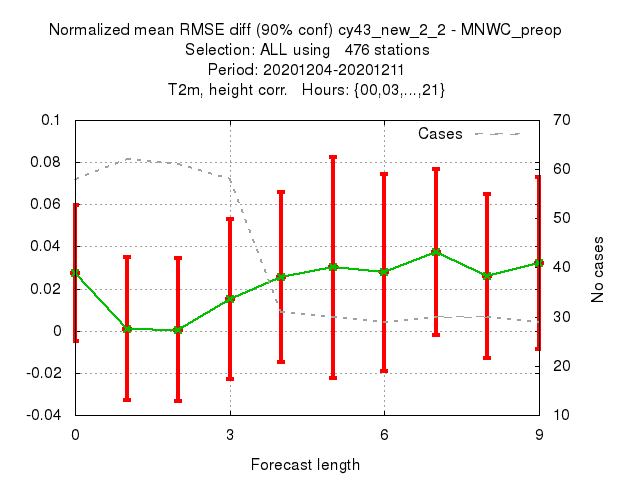 Normalized mean RMSE diff (90% conf) cy43_new_2_2 - MNWC_preop
Selection: ALL using 476 stations
Period: 20201204-20201211
T2m, height corr. Hours: {00,03,...,21}
0.1
0.08
0.06
0.04
0.02
0
-0.02
-0.04
70
60
50
40
30
20
10
Cases
No cases
0 3 6 9
Forecast length